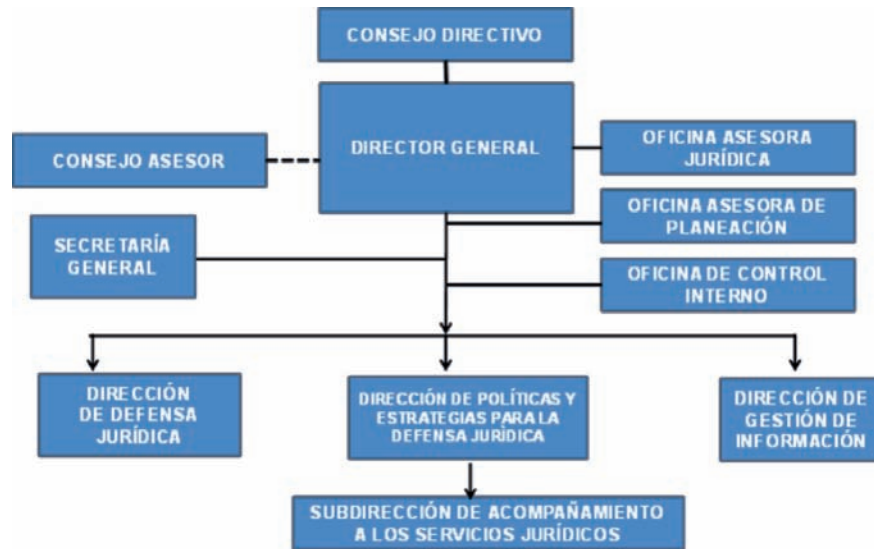 CONSEJO DIRECTIVO
DIRECTOR GENERAL
CONSEJO ASESOR
OFICINA ASESORA
JURÍDICA
OFICINA ASESORA DE
PLANEACIÓN
SECRETARÍA
GENERAL
OFICINA DE CONTROL
INTERNO
DIRECCIÓN
DE DEFENSA
JURÍDICA
DIRECCIÓN DE POLÍTICAS Y
ESTRATEGIAS PARA LA
DEFENSA JURÍDICA
DIRECCIÓN DE
GESTIÓN DE
INFORMACIÓN
SUBDIRECCIÓN DE ACOMPAÑAMIENTO
A LOS SERVICIOS JURÍDICOS